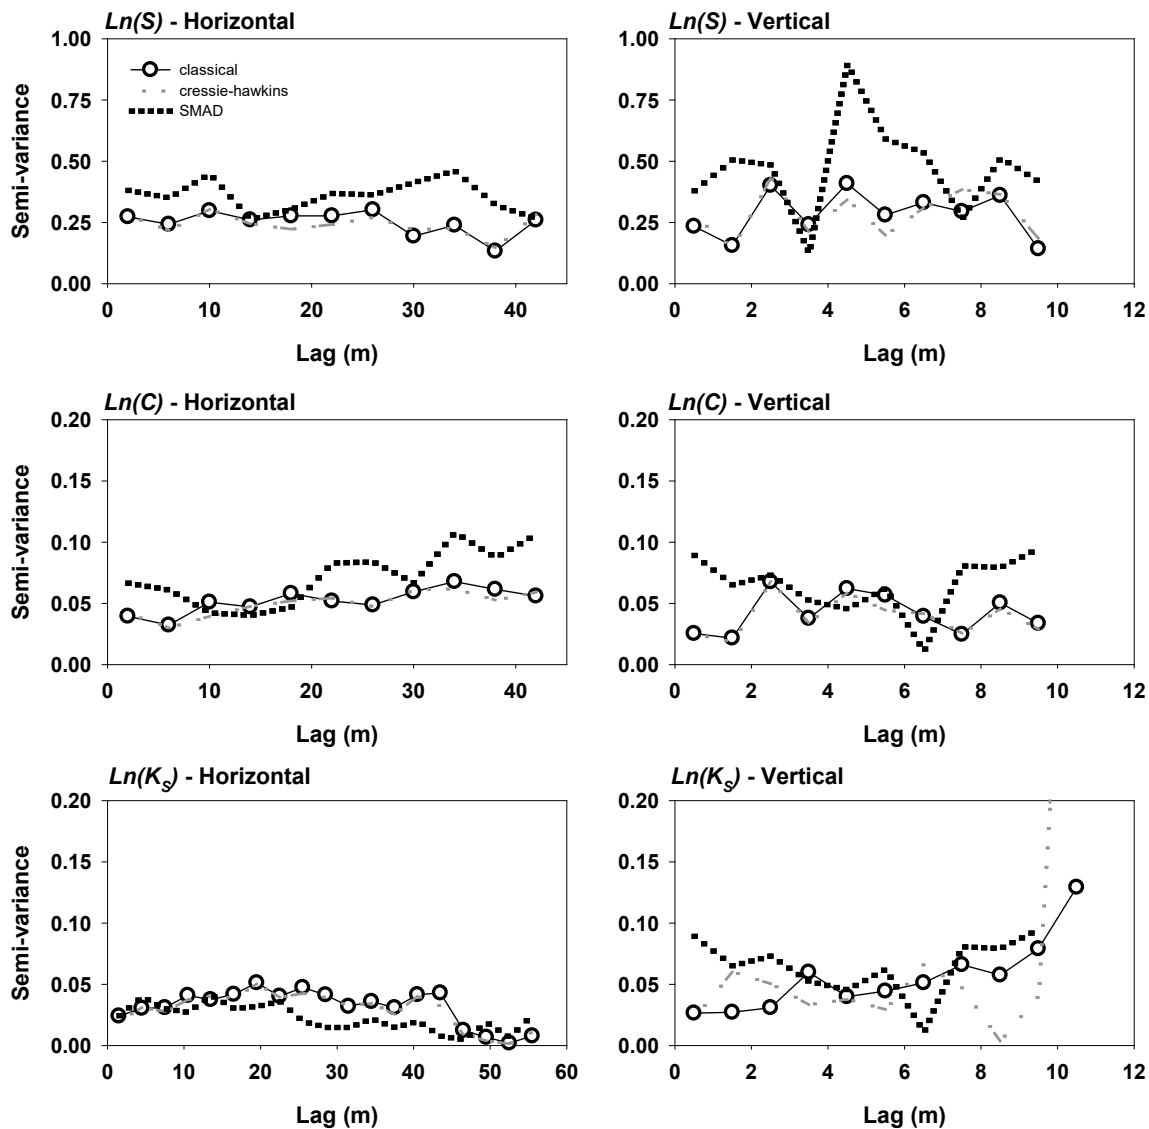 Ln(S) - Horizontal
1.00
0.75
0.50
0.25
0.00
Semi-variance
classical
cressie-hawkins
SMAD
0 10 20 30 40
Lag (m)
Ln(S) - Vertical
1.00
0.75
0.50
0.25
0.00
0 2 4 6 8 10 12
Lag (m)
Ln(C) - Horizontal
0.20
0.15
0.10
0.05
0.00
Semi-variance
0 10 20 30 40
Lag (m)
Ln(C) - Vertical
0.20
0.15
0.10
0.05
0.00
0 2 4 6 8 10 12
Lag (m)
Ln(K_S) - Horizontal
0.20
0.15
0.10
0.05
0.00
Semi-variance
0 10 20 30 40 50 60
Lag (m)
Ln(K_S) - Vertical
0.20
0.15
0.10
0.05
0.00
0 2 4 6 8 10 12
Lag (m)